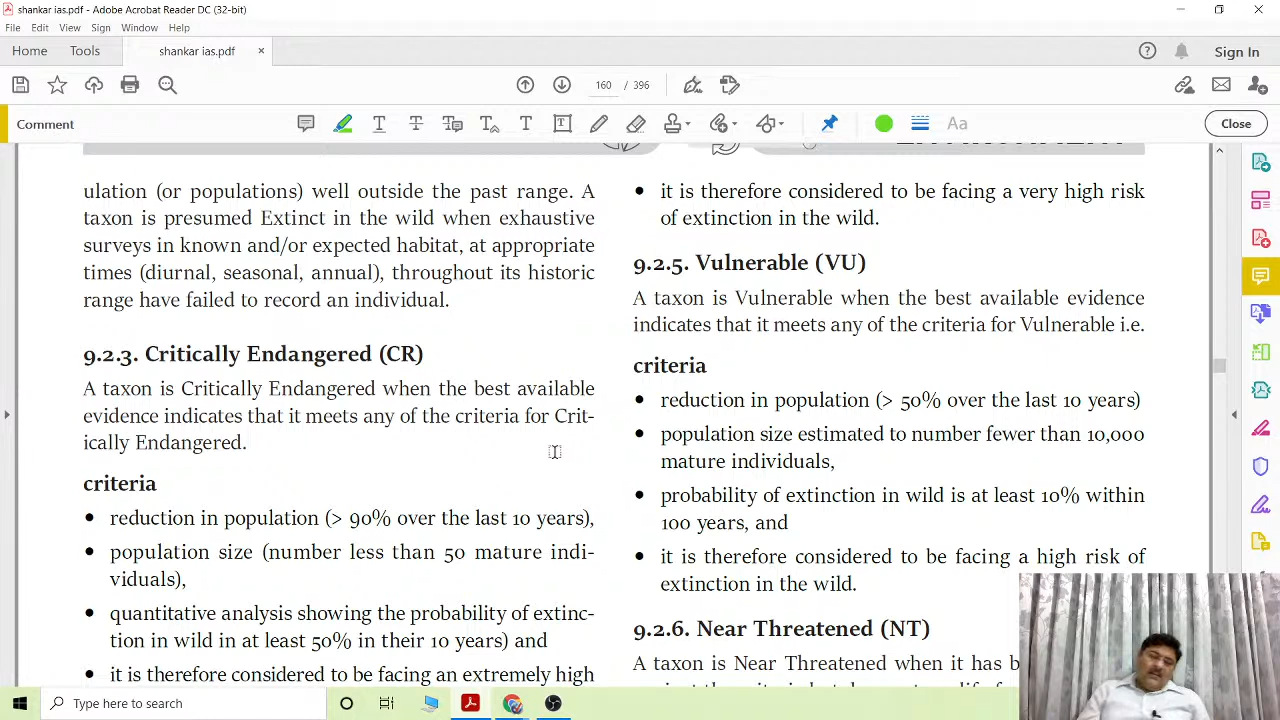 shankar ias.pdf - Adobe Acrobat Reader DC (32-bit)
File Edit View Sign Window Help
Home Tools shankar ias.pdf × Sign In
160 / 396
Comment Aa Close
ulation (or populations) well outside the past range. A
taxon is presumed Extinct in the wild when exhaustive
surveys in known and/or expected habitat, at appropriate
times (diurnal, seasonal, annual), throughout its historic
range have failed to record an individual.
9.2.3. Critically Endangered (CR)
A taxon is Critically Endangered when the best available
evidence indicates that it meets any of the criteria for Crit-
ically Endangered.
criteria
• reduction in population (> 90% over the last 10 years),
• population size (number less than 50 mature indi-
viduals),
• quantitative analysis showing the probability of extinc-
tion in wild in at least 50% in their 10 years) and
• it is therefore considered to be facing an extremely high
• it is therefore considered to be facing a very high risk
of extinction in the wild.
9.2.5. Vulnerable (VU)
A taxon is Vulnerable when the best available evidence
indicates that it meets any of the criteria for Vulnerable i.e.
criteria
• reduction in population (> 50% over the last 10 years)
• population size estimated to number fewer than 10,000
mature individuals,
• probability of extinction in wild is at least 10% within
100 years, and
• it is therefore considered to be facing a high risk of
extinction in the wild.
9.2.6. Near Threatened (NT)
A taxon is Near Threatened when it has b
Type here to search